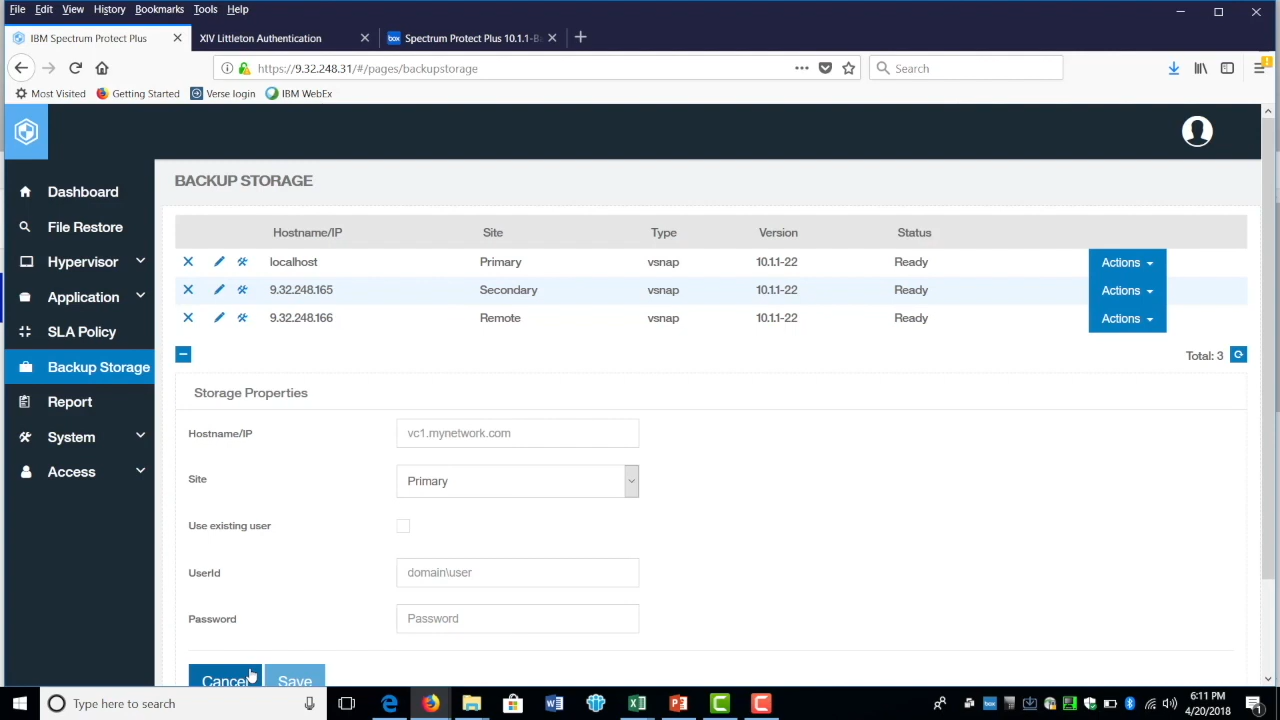 File Edit View History Bookmarks Tools Help
IBM Spectrum Protect Plus XIV Littleton Authentication box Spectrum Protect Plus 10.1.1-Be
https://9.32.248.31/#/pages/backupstorage Search
Most Visited Getting Started Verse login IBM WebEx
BACKUP STORAGE
Dashboard
File Restore
Hypervisor
Application
SLA Policy
Backup Storage
Report
System
Access
Hostname/IP Site Type Version Status
localhost Primary vsnap 10.1.1-22 Ready Actions
9.32.248.165 Secondary vsnap 10.1.1-22 Ready Actions
9.32.248.166 Remote vsnap 10.1.1-22 Ready Actions
Total: 3
Storage Properties
Hostname/IP vc1.mynetwork.com
Site Primary
Use existing user
UserId domain\user
Password Password
Cancel Save
Type here to search
6:11 PM
4/20/2018
1